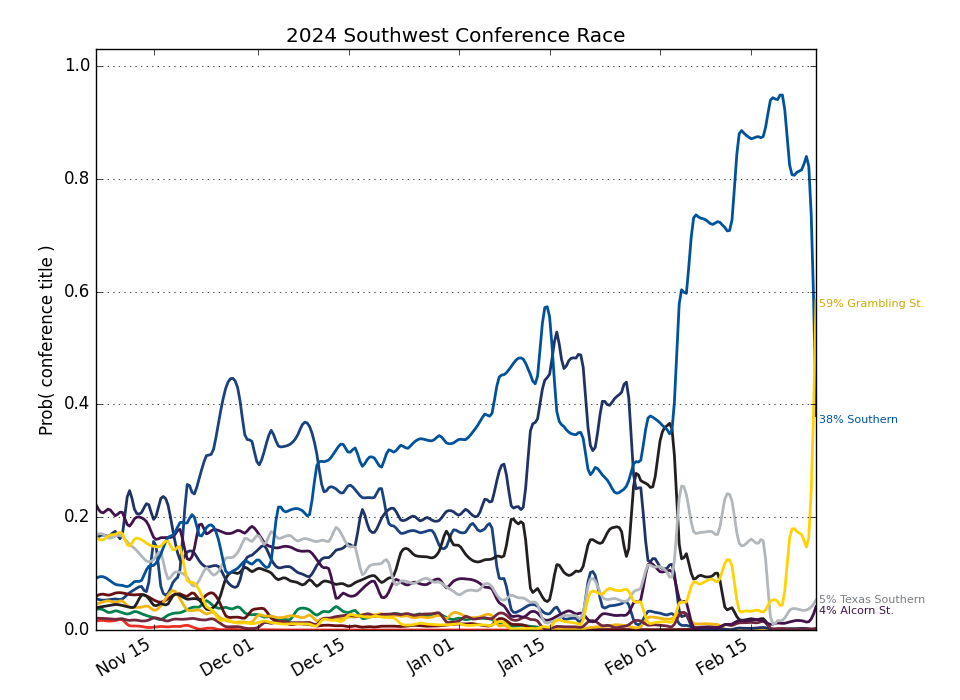 2024 Southwest Conference Race
Prob( conference title )
1.0
0.8
0.6
0.4
0.2
0.0
59% Grambling St.
38% Southern
5% Texas Southern
4% Alcorn St.
Nov 15
Dec 01
Dec 15
Jan 01
Jan 15
Feb 01
Feb 15